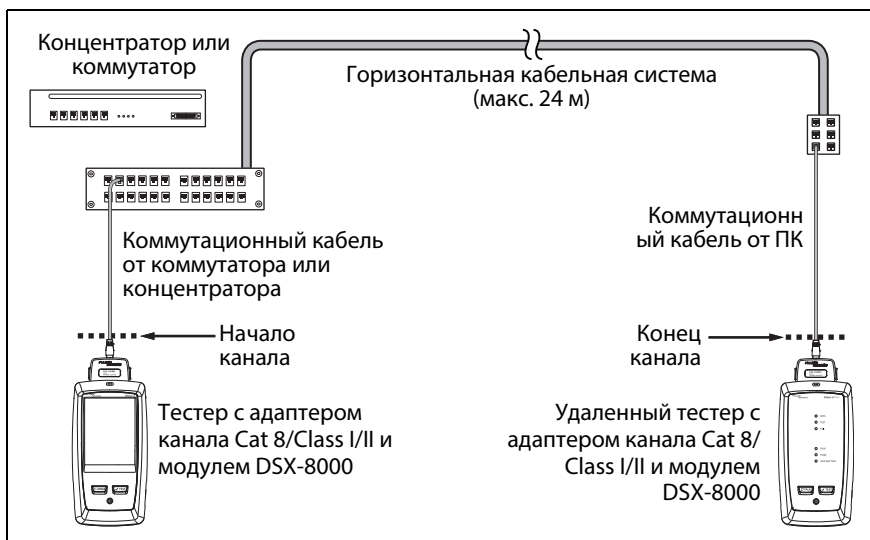 Концентратор или
коммутатор
Горизонтальная кабельная система
(макс. 24 м)
Коммутационный кабель
от коммутатора или
концентратора
Коммутационн
ый кабель от ПК
Начало
канала
Конец
канала
Тестер с адаптером
канала Cat 8/Class I/II и
модулем DSX-8000
Удаленный тестер с
адаптером канала Cat 8/
Class I/II и модулем
DSX-8000